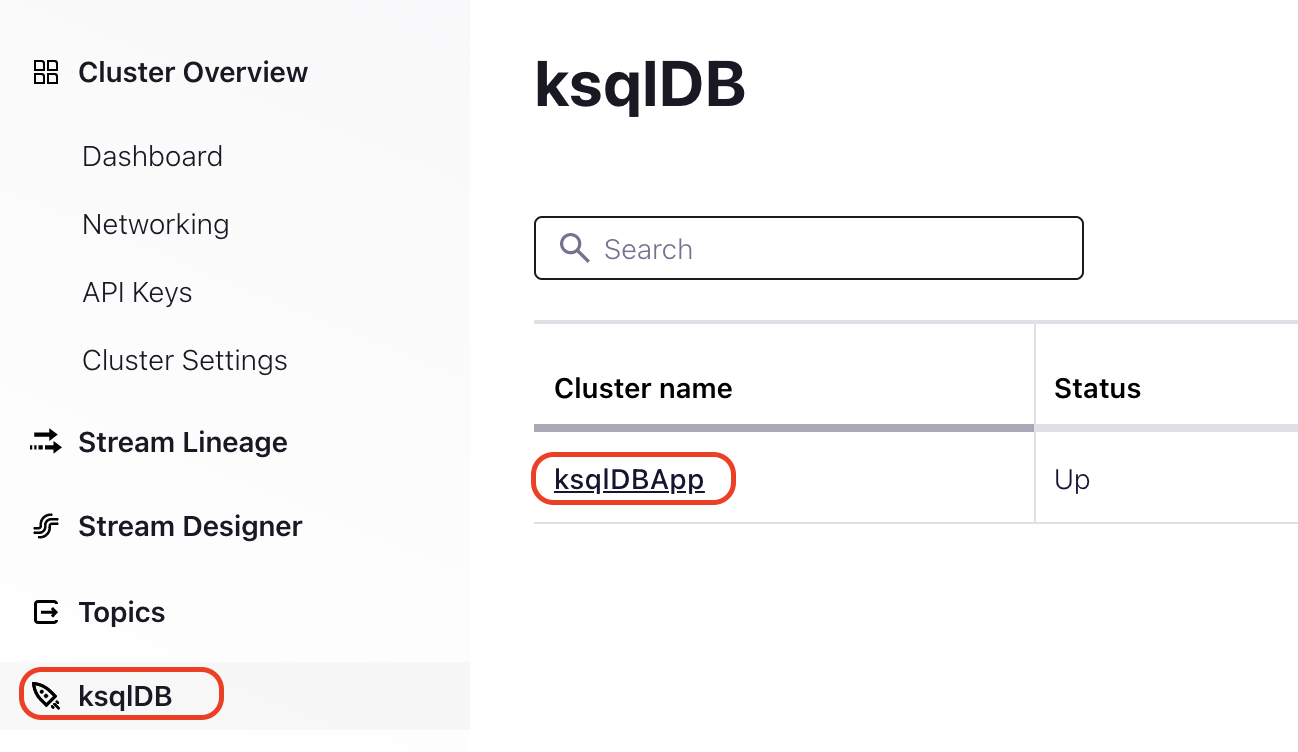 Cluster Overview
Dashboard
Networking
API Keys
Cluster Settings
Stream Lineage
Stream Designer
Topics
ksqlDB
ksqlDB
Search
Cluster name Status
ksqlDBApp Up